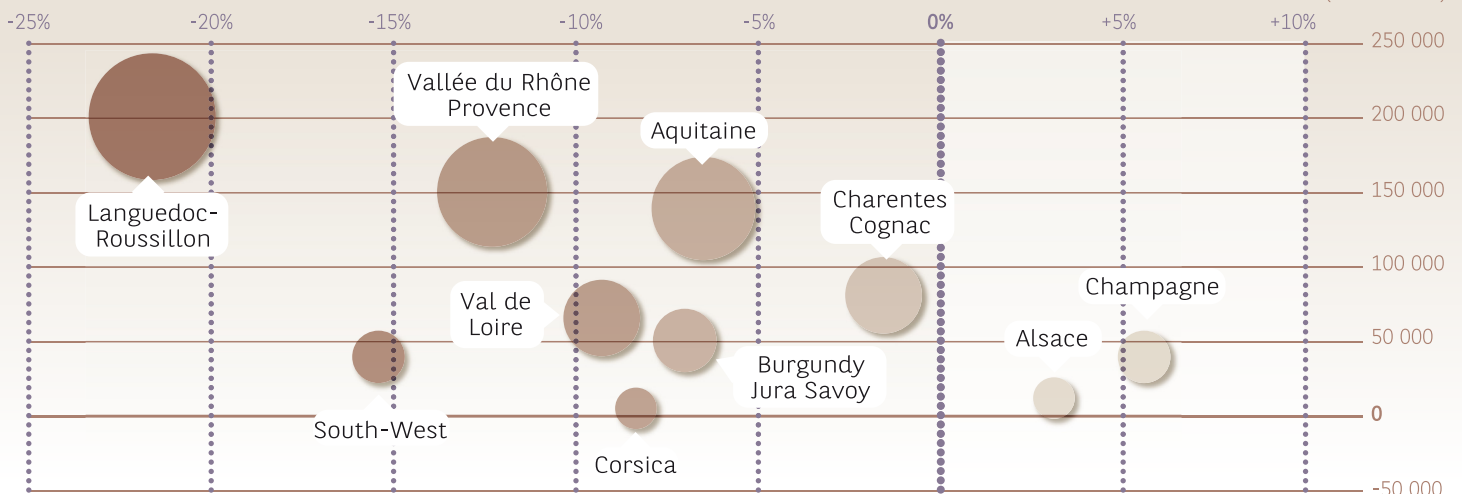 -25% -20% -15% -10% -5% 0% +5% +10%
250 000
Vallée du Rhône
Provence
200 000
Aquitaine
150 000
Languedoc-
Roussillon
Charentes
Cognac
100 000
Champagne
Val de
Loire
50 000
Alsace
Burgundy
Jura Savoy
0
South-West
Corsica
-50 000